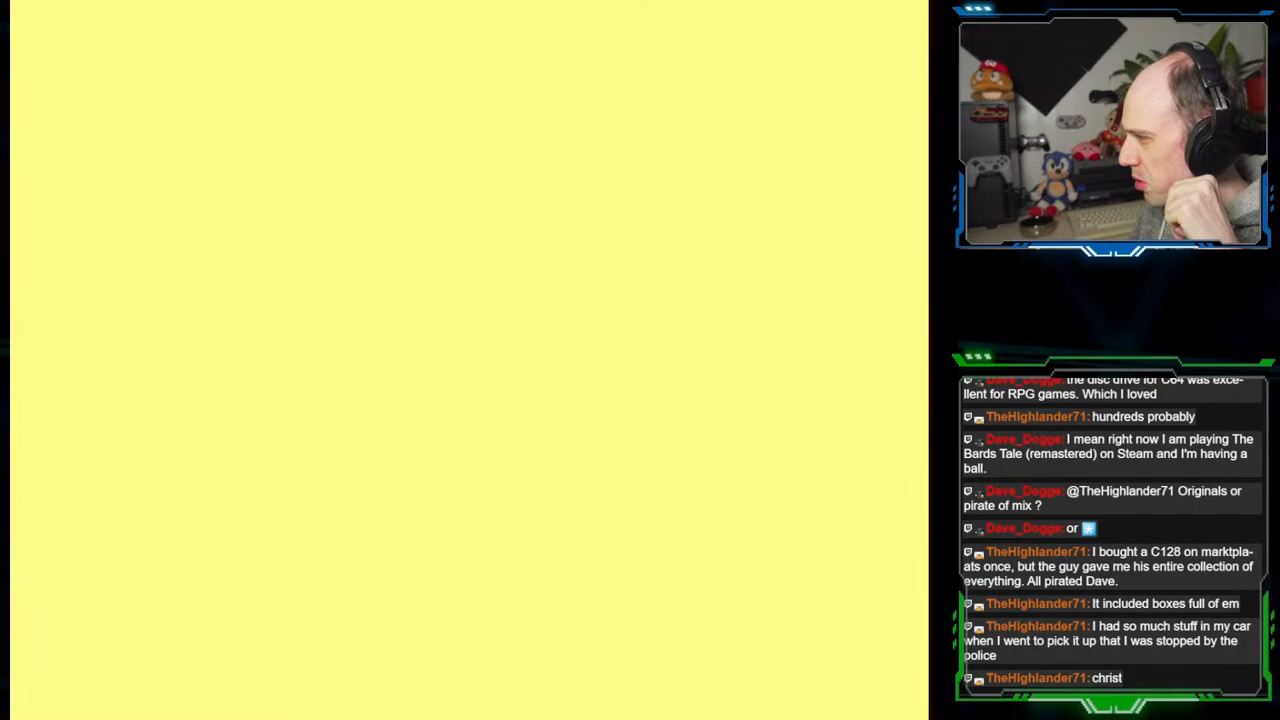 Dave_Dogge: the disc drive for C64 was exce-
llent for RPG games. Which I loved
TheHighlander71: hundreds probably
Dave_Dogge: I mean right now I am playing The
Bards Tale (remastered) on Steam and I'm having a
ball.
Dave_Dogge: @TheHighlander71 Originals or
pirate of mix ?
Dave_Dogge: or
TheHighlander71: I bought a C128 on marktpla-
ats once, but the guy gave me his entire collection of
everything. All pirated Dave.
TheHighlander71: It included boxes full of em
TheHighlander71: I had so much stuff in my car
when I went to pick it up that I was stopped by the
police
TheHighlander71: christ